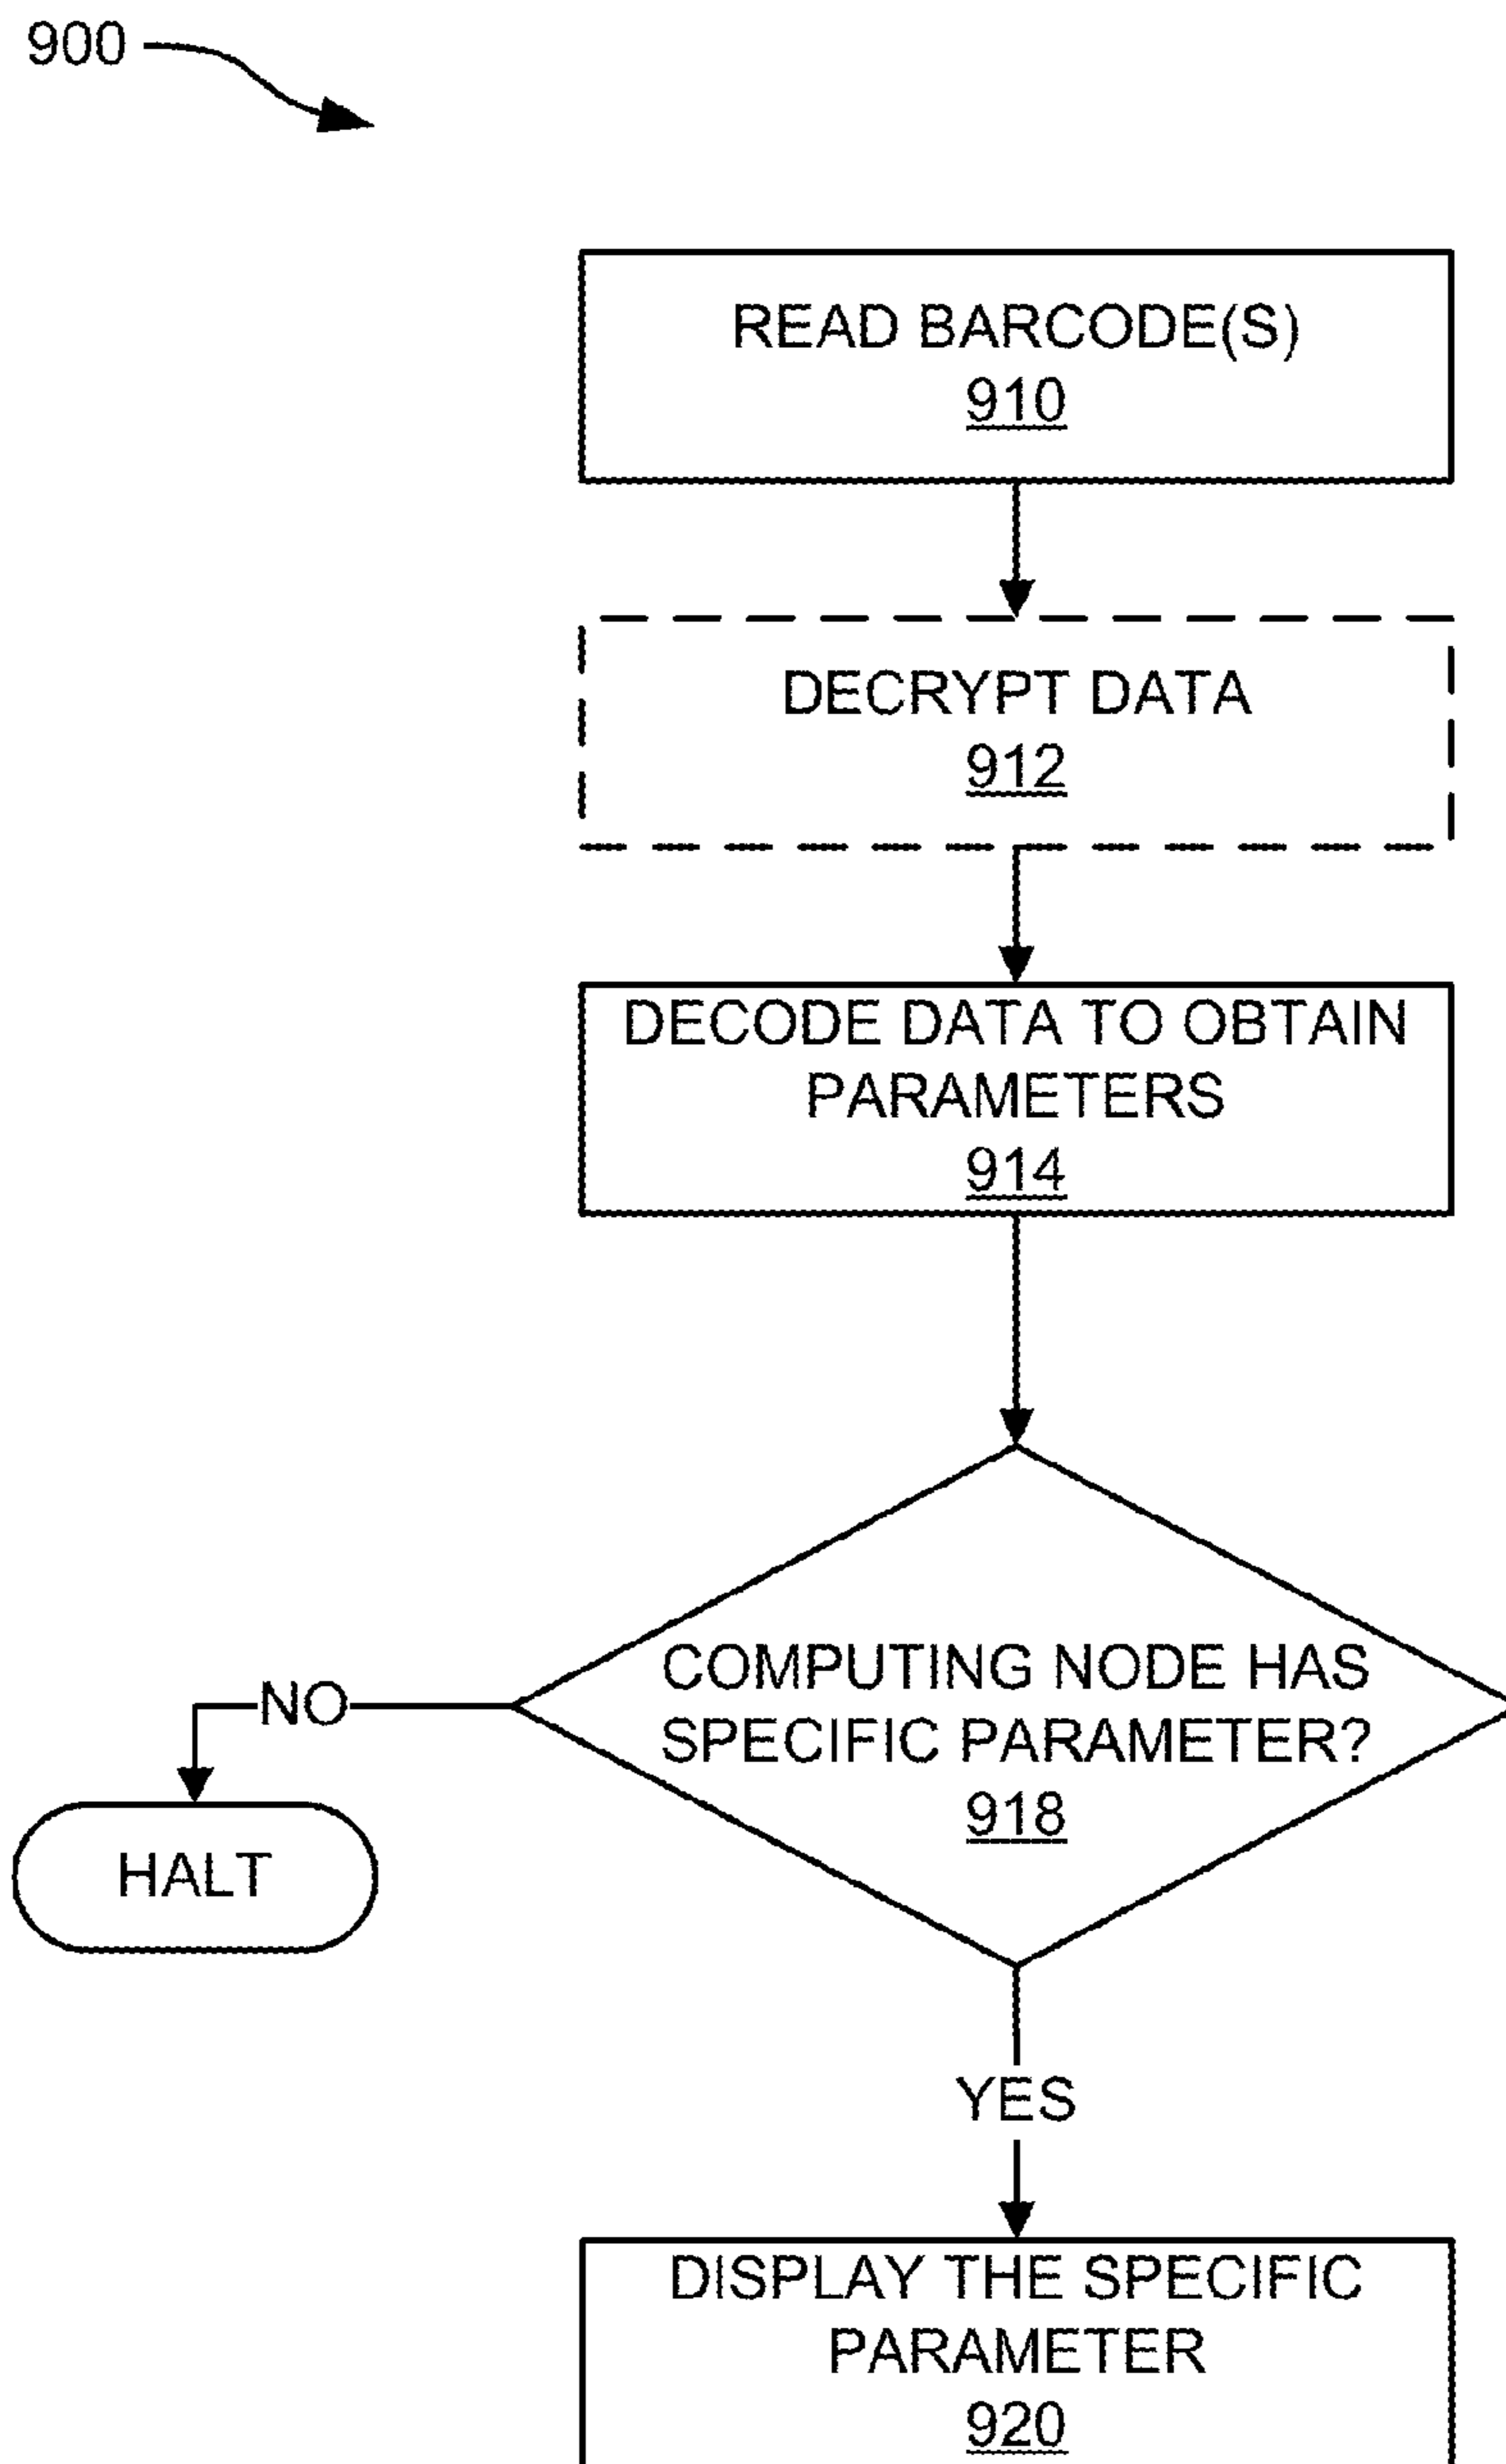 900
READ BARCODE(S)
910
DECRYPT DATA
912
DECODE DATA TO OBTAIN
PARAMETERS
914
COMPUTING NODE HAS
SPECIFIC PARAMETER?
918
NO
HALT
YES
DISPLAY THE SPECIFIC
PARAMETER
920